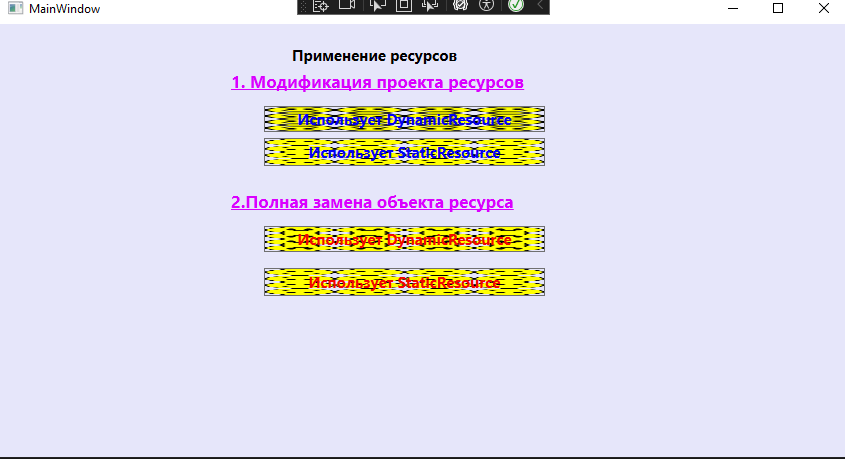 MainWindow
Применение ресурсов
1. Модификация проекта ресурсов
Использует DynamicResource
Использует StaticResource
2.Полная замена объекта ресурса
Использует DynamicResource
Использует StaticResource